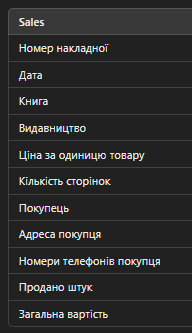 Sales
Номер накладної
Дата
Книга
Видавництво
Ціна за одиницю товару
Кількість сторінок
Покупець
Адреса покупця
Номери телефонів покупця
Продано штук
Загальна вартість